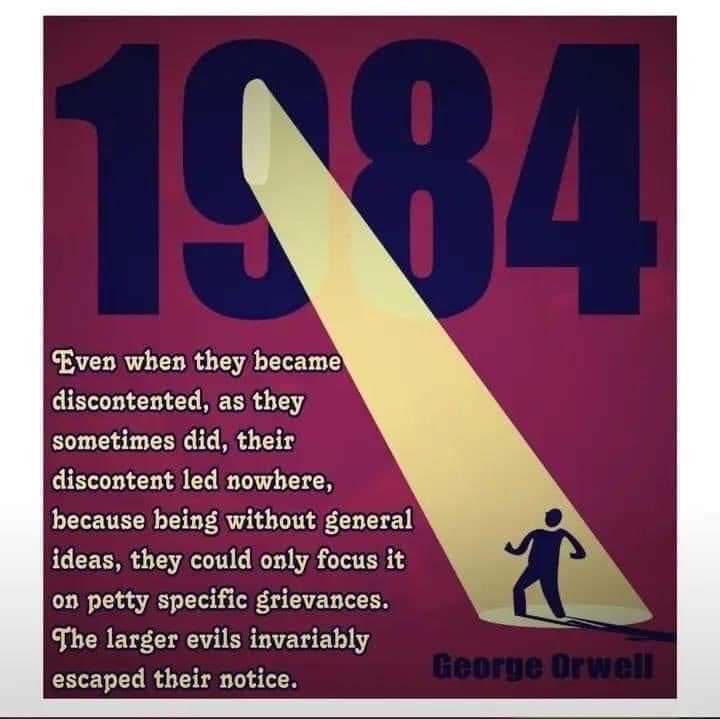 1984
Even when they became
discontented, as they
sometimes did, their
discontent led nowhere,
because being without general
ideas, they could only focus it
on petty specific grievances.
The larger evils invariably
escaped their notice.
George Orwell